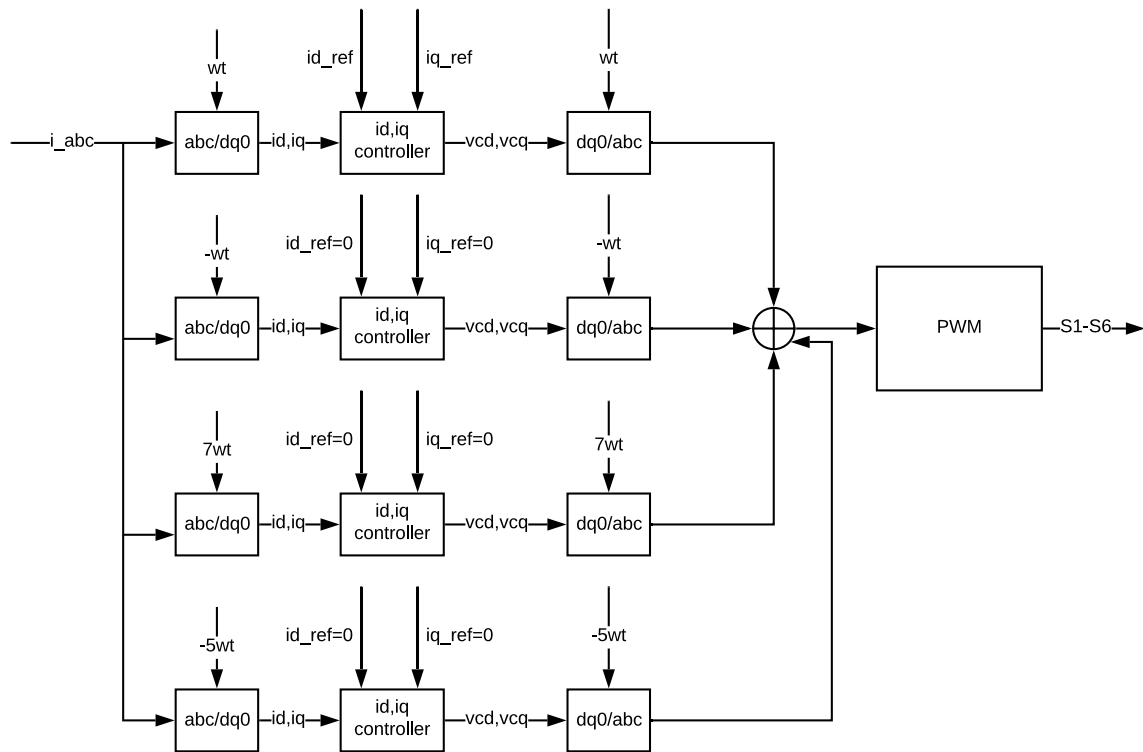 wt
id_ref
iq_ref
wt
i_abc
abc/dq0
id,iq
id,iq
controller
vcd,vcq
dq0/abc
-wt
id_ref=0
iq_ref=0
-wt
abc/dq0
id,iq
id,iq
controller
vcd,vcq
dq0/abc
PWM
S1-S6
7wt
id_ref=0
iq_ref=0
7wt
abc/dq0
id,iq
id,iq
controller
vcd,vcq
dq0/abc
-5wt
id_ref=0
iq_ref=0
-5wt
abc/dq0
id,iq
id,iq
controller
vcd,vcq
dq0/abc